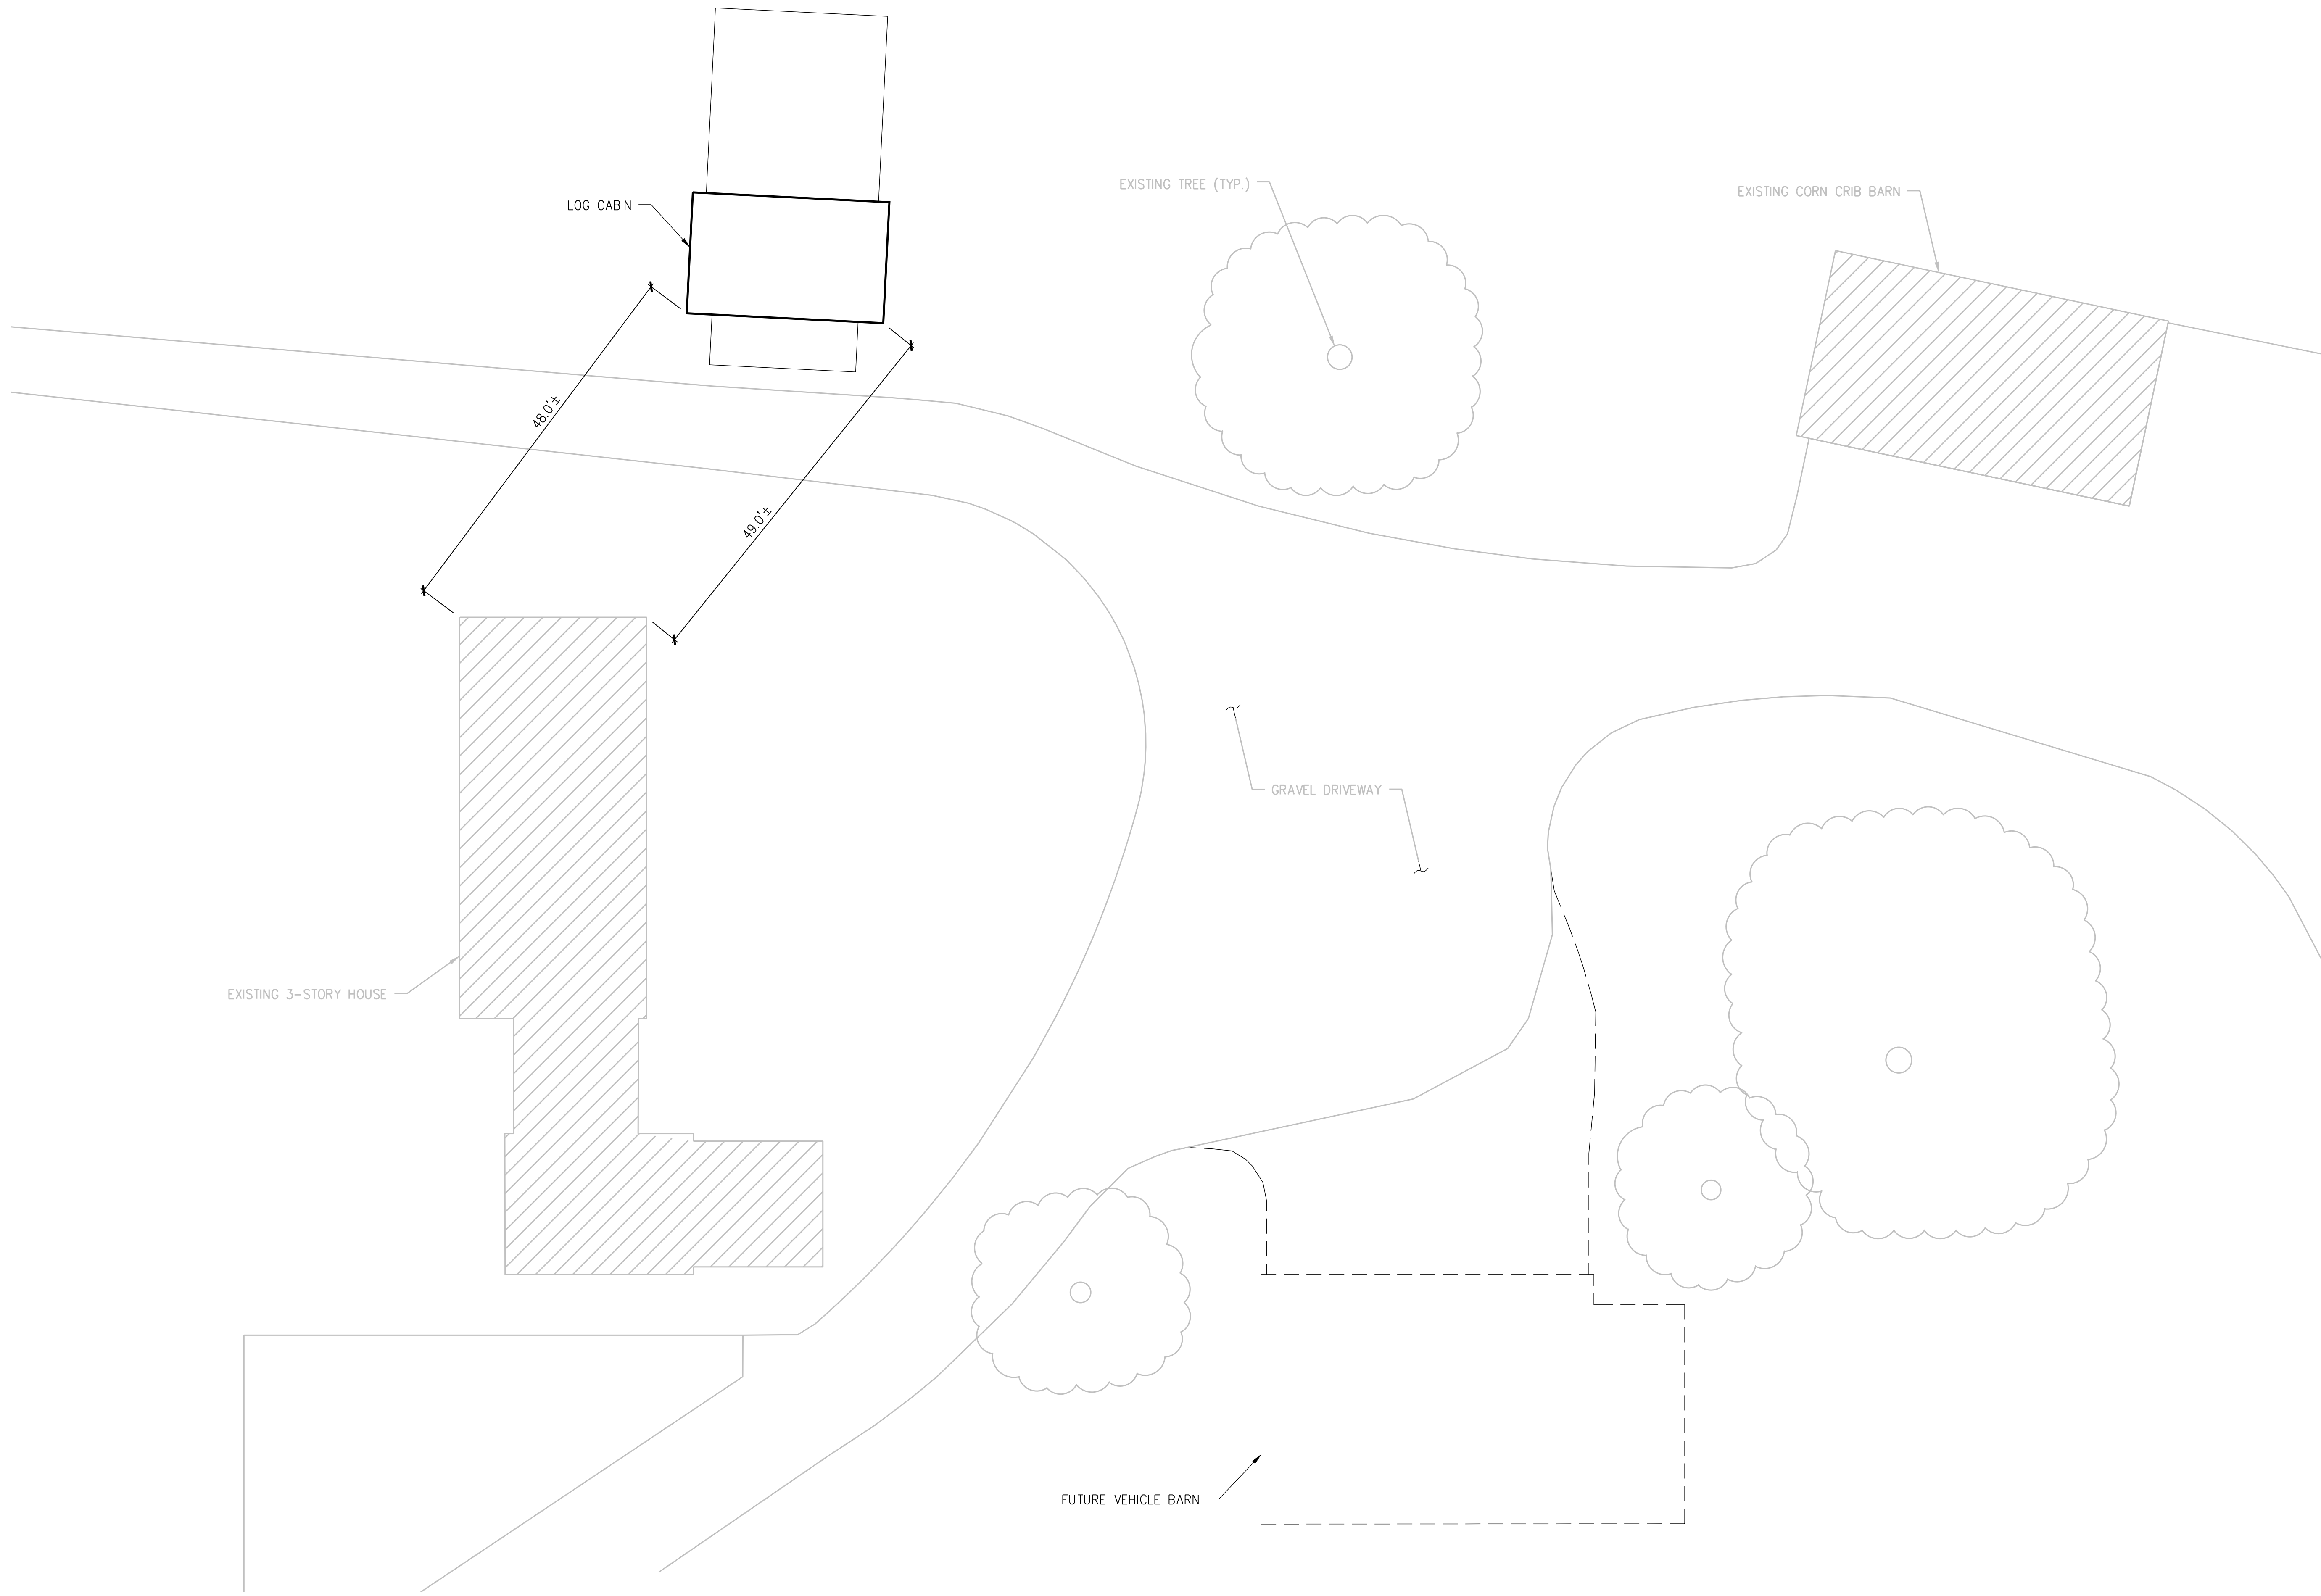 EXISTING TREE (TYP.)
EXISTING CORN CRIB BARN
LOG CABIN
48.0'±
49.0'±
GRAVEL DRIVEWAY
EXISTING 3-STORY HOUSE
FUTURE VEHICLE BARN